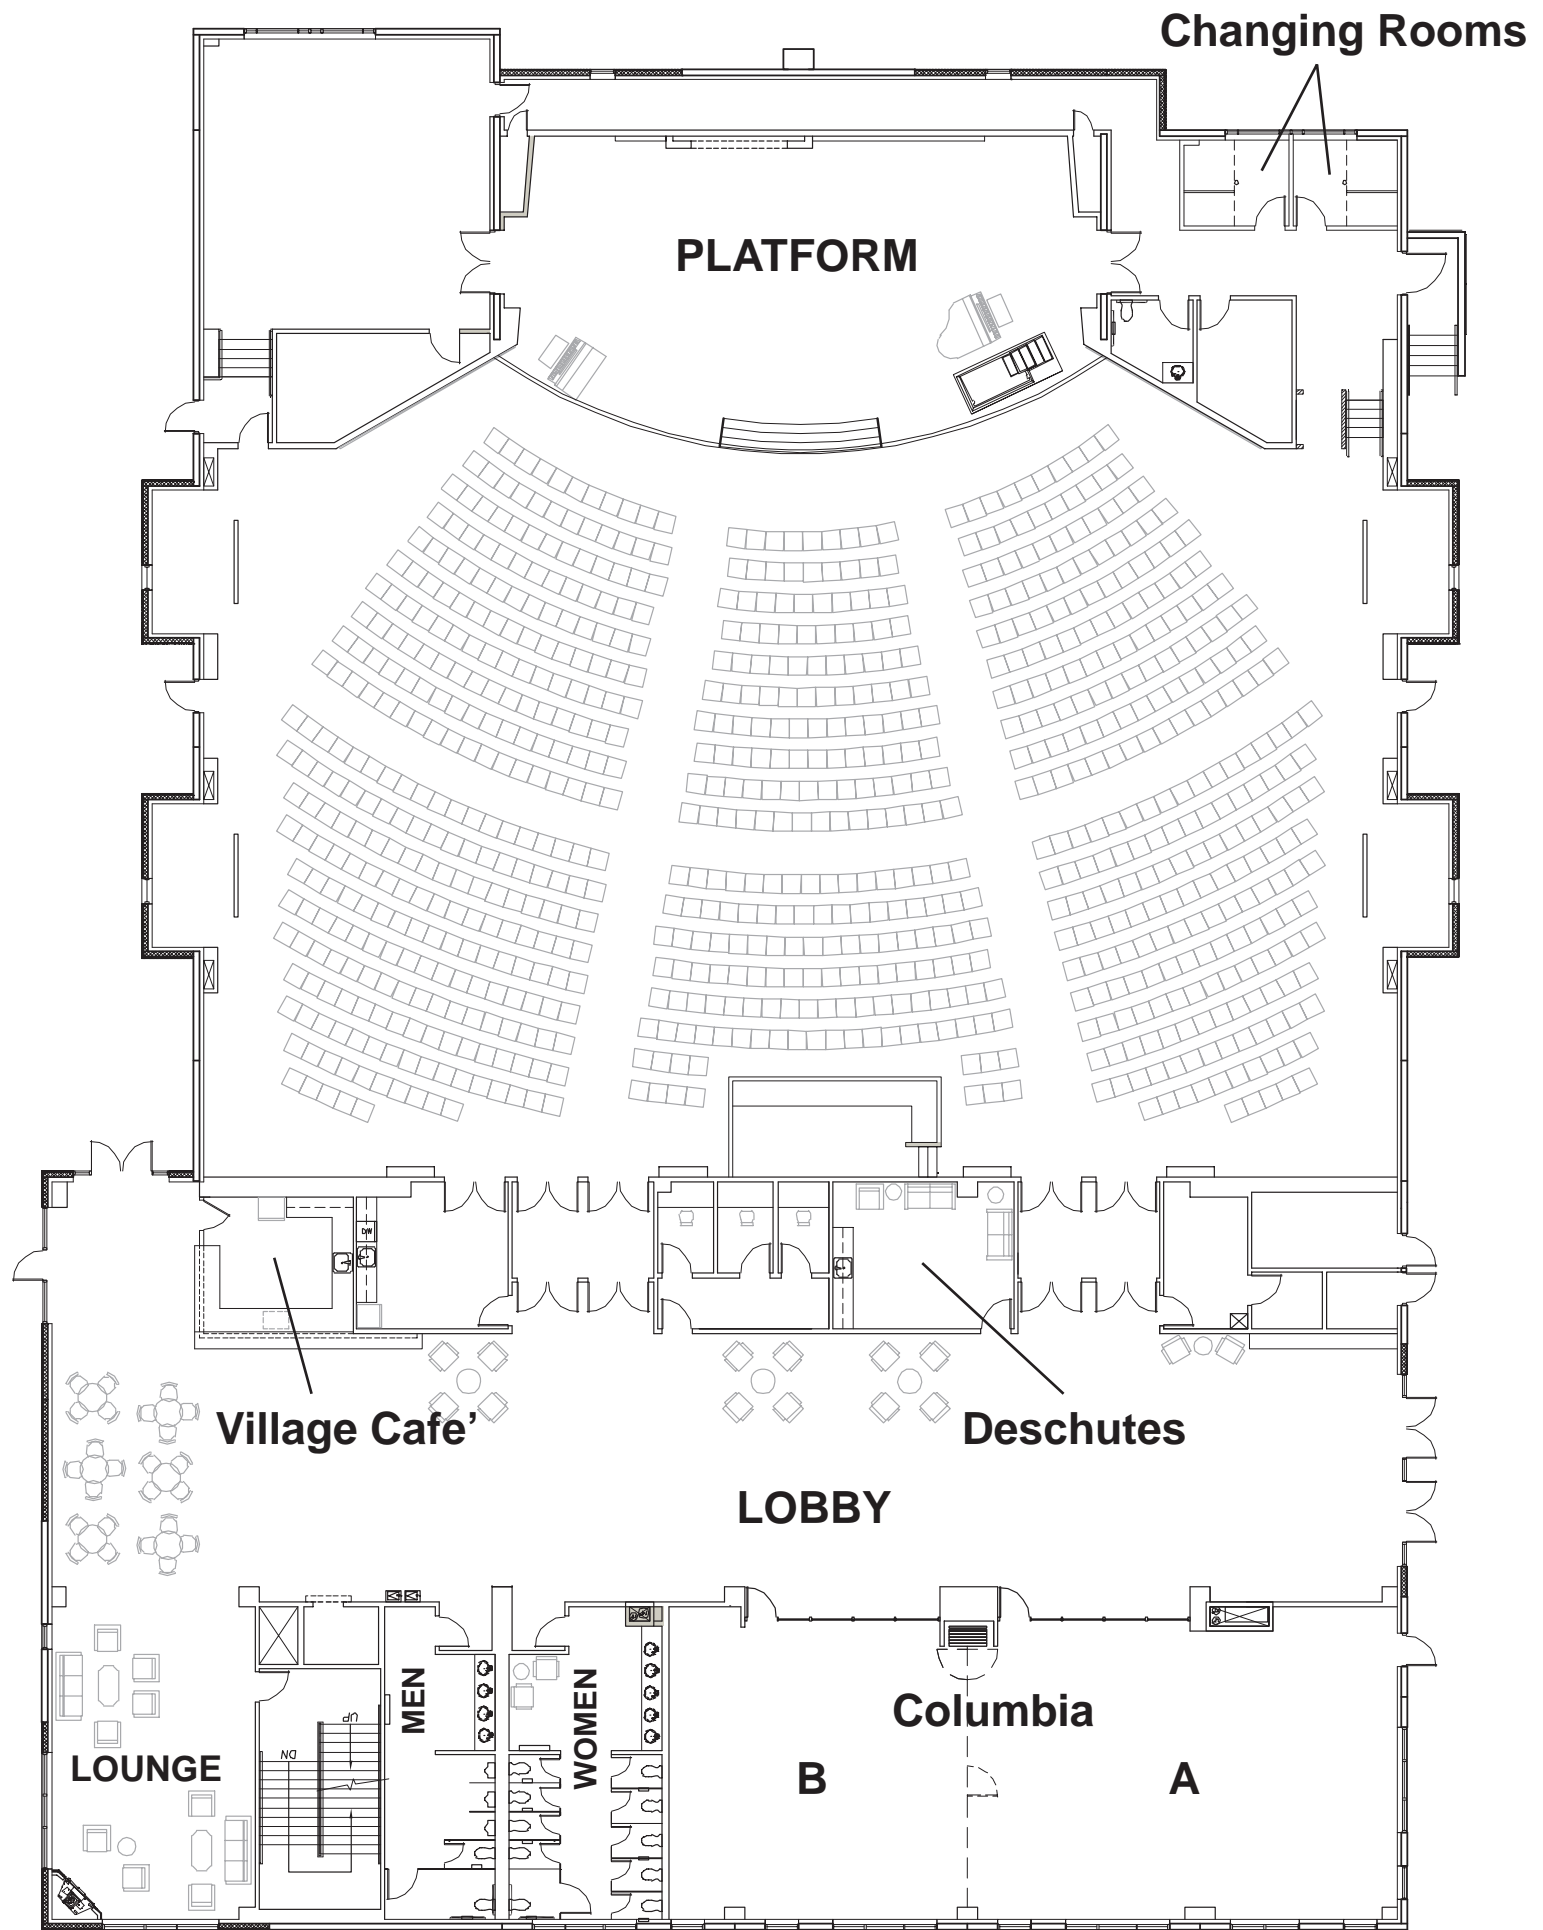 Changing Rooms
PLATFORM
D/W
Village Cafe’
Deschutes
LOBBY
MEN
WOMEN
Columbia
UP
DN
LOUNGE
B
A